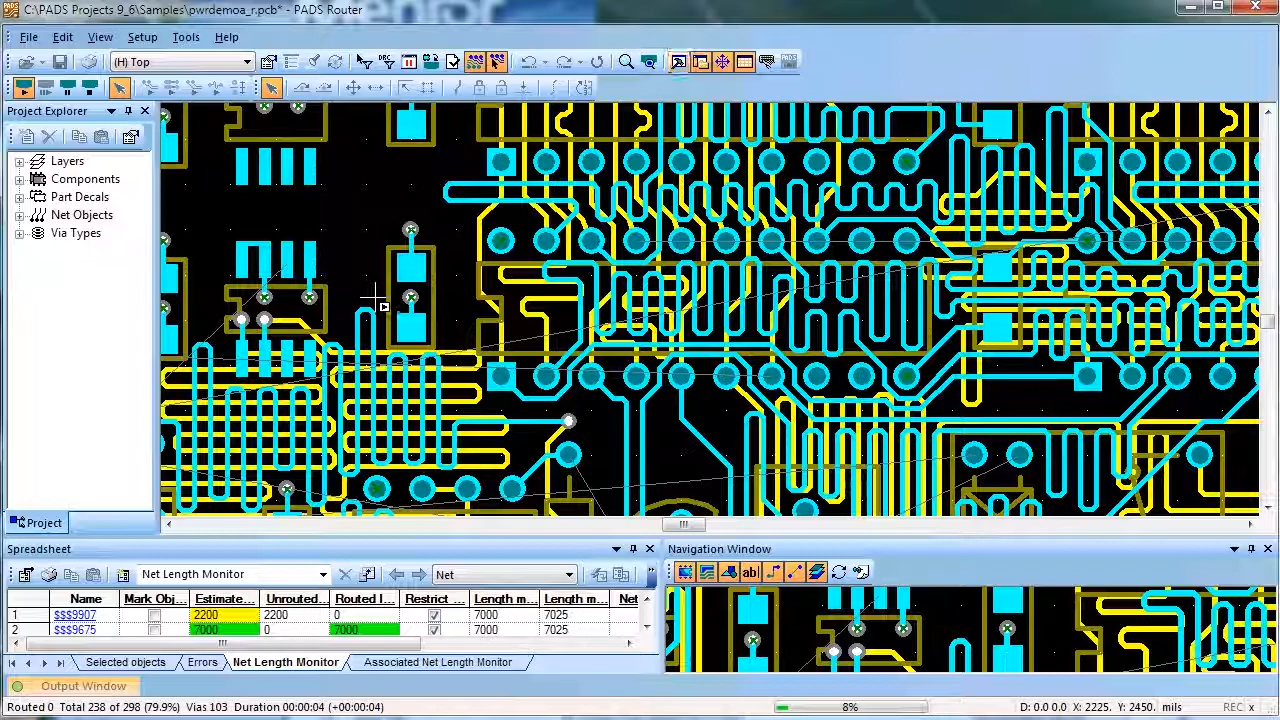 C:\PADS Projects 9_6\Samples\pwrdemoa_r.pcb* - PADS Router
File Edit View Setup Tools Help
(H) Top
DRC
PADS
Project Explorer
Layers
Components
Part Decals
Net Objects
Via Types
Project
Spreadsheet
Net Length Monitor Net
Name Mark Obj... Estimate... Unrouted... Routed l... Restrict ... Length m... Length m... Net
1 $$$9907 2200 2200 0 7000 7025
2 $$$9675 7000 0 7000 7000 7025
Selected objects Errors Net Length Monitor Associated Net Length Monitor
Navigation Window
ab|
Output Window
Routed 0 Total 238 of 298 (79.9%) Vias 103 Duration 00:00:04 (+00:00:04) 8% D: 0.0 0.0 X: 2225. Y: 2450. mils REC x